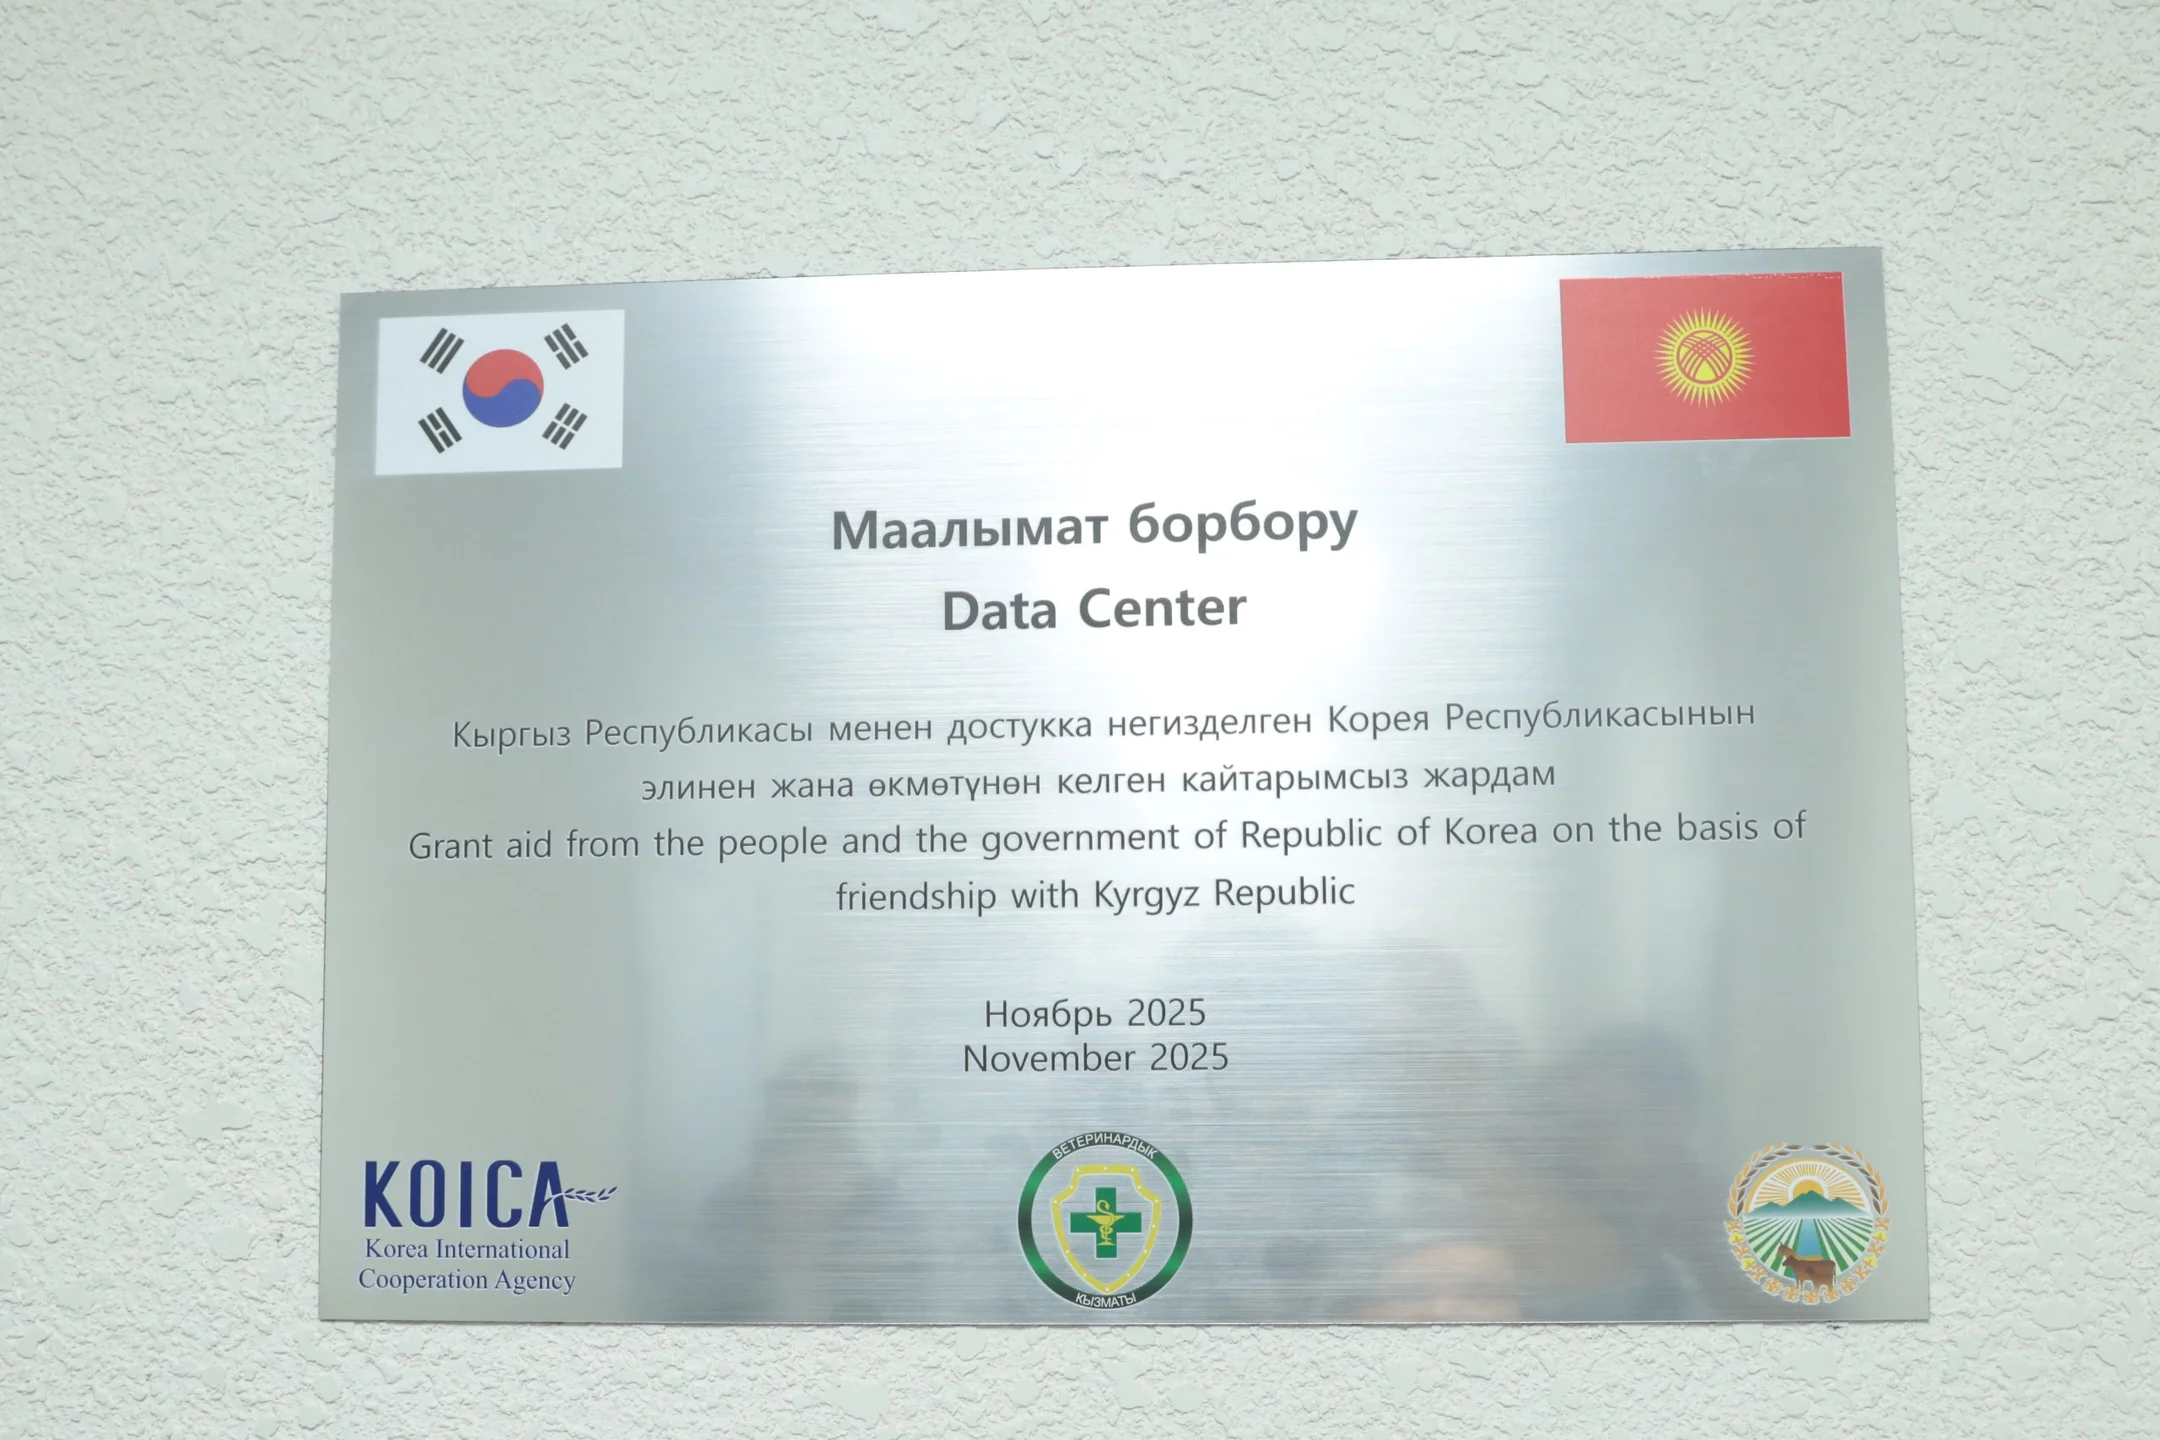 Маалымат борбору
Data Center
Кыргыз Республикасы менен достукка негизделген Корея Республикасынын
элинен жана өкмөтүнөн келген кайтарымсыз жардам
Grant aid from the people and the government of Republic of Korea on the basis of
friendship with Kyrgyz Republic
Ноябрь 2025
November 2025
KOICA
Korea International
Cooperation Agency
ВЕТЕРИНАРДЫК
КЫЗМАТЫ